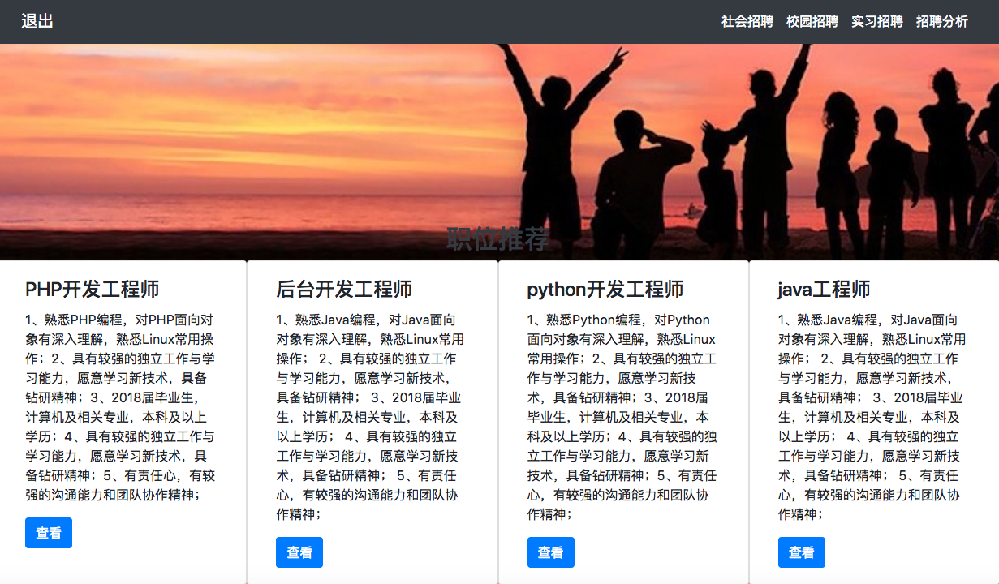 退出
社会招聘 校园招聘 实习招聘 招聘分析
职位推荐
PHP开发工程师
1、熟悉PHP编程，对PHP面向对
象有深入理解，熟悉Linux常用操
作；2、具有较强的独立工作与学
习能力，愿意学习新技术，具备
钻研精神；3、2018届毕业生，
计算机及相关专业，本科及以上
学历；4、具有较强的独立工作与
学习能力，愿意学习新技术，具
备钻研精神；5、有责任心，有较
强的沟通能力和团队协作精神；
查看
后台开发工程师
1、熟悉Java编程，对Java面向
对象有深入理解，熟悉Linux常用
操作； 2、具有较强的独立工作
与学习能力，愿意学习新技术，
具备钻研精神； 3、2018届毕业
生，计算机及相关专业，本科及
以上学历； 4、具有较强的独立
工作与学习能力，愿意学习新技
术，具备钻研精神； 5、有责任
心，有较强的沟通能力和团队协
作精神；
查看
python开发工程师
1、熟悉Python编程，对Python
面向对象有深入理解，熟悉Linux
常用操作；2、具有较强的独立工
作与学习能力，愿意学习新技
术，具备钻研精神；3、2018届
毕业生，计算机及相关专业，本
科及以上学历；4、具有较强的独
立工作与学习能力，愿意学习新
技术，具备钻研精神；5、有责任
心，有较强的沟通能力和团队协
作精神；
查看
java工程师
1、熟悉Java编程，对Java面向
对象有深入理解，熟悉Linux常用
操作； 2、具有较强的独立工作
与学习能力，愿意学习新技术，
具备钻研精神； 3、2018届毕业
生，计算机及相关专业，本科及
以上学历； 4、具有较强的独立
工作与学习能力，愿意学习新技
术，具备钻研精神； 5、有责任
心，有较强的沟通能力和团队协
作精神；
查看